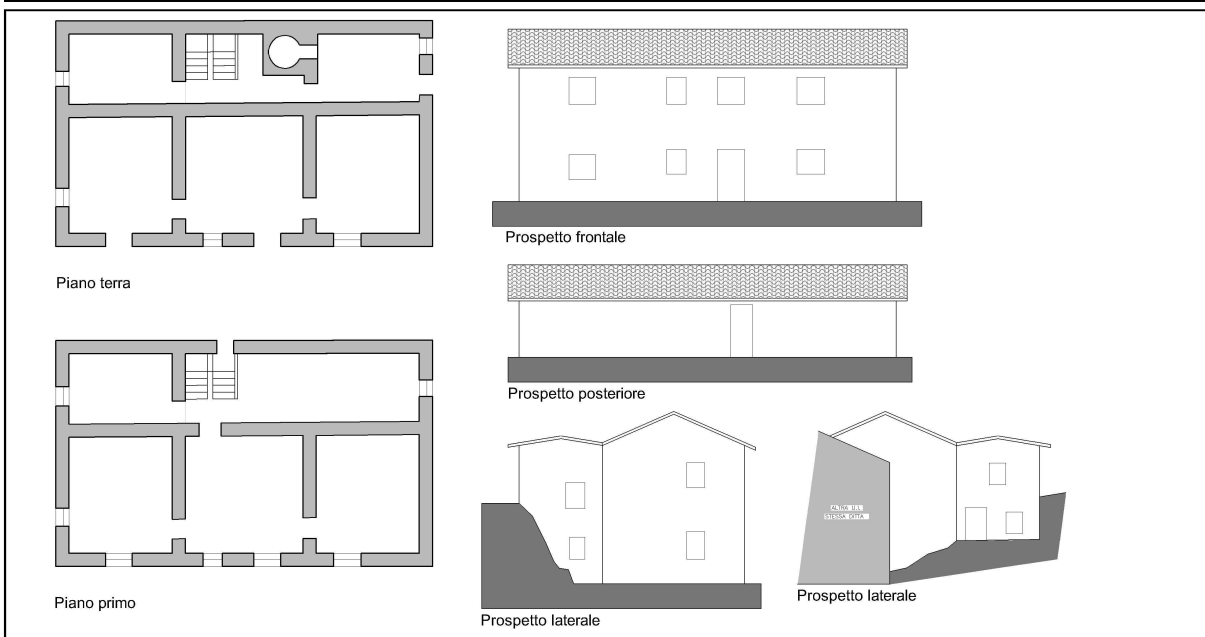 Piano terra
Prospetto frontale
Prospetto posteriore
Piano primo
Prospetto laterale
ALTRA U.I.
STESSA DITTA
Prospetto laterale